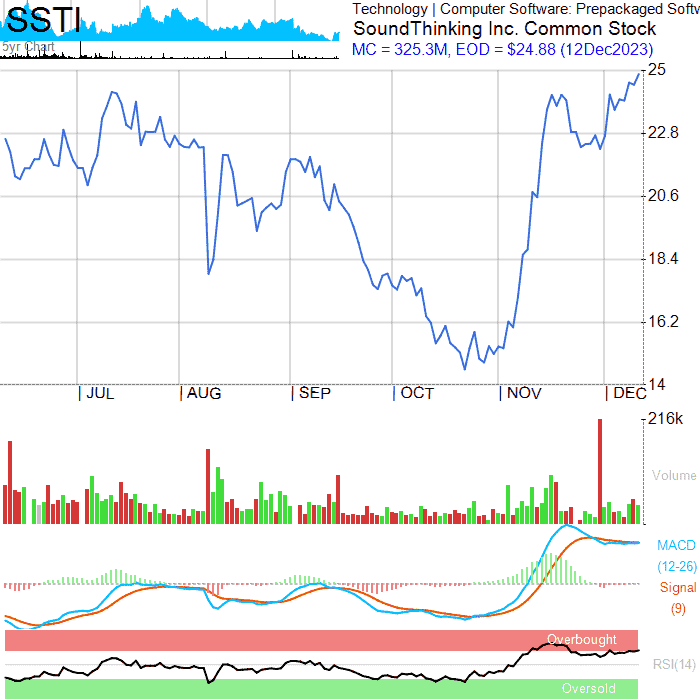 SSTI
5yr Chart
Technology | Computer Software: Prepackaged Softw
SoundThinking Inc. Common Stock
MC = 325.3M, EOD = $24.88 (12Dec2023)
25
22.8
20.6
18.4
16.2
14
| JUL | AUG | SEP | OCT | NOV | DEC
216k
Volume
MACD
(12-26)
Signal
(9)
Overbought
RSI(14)
Oversold